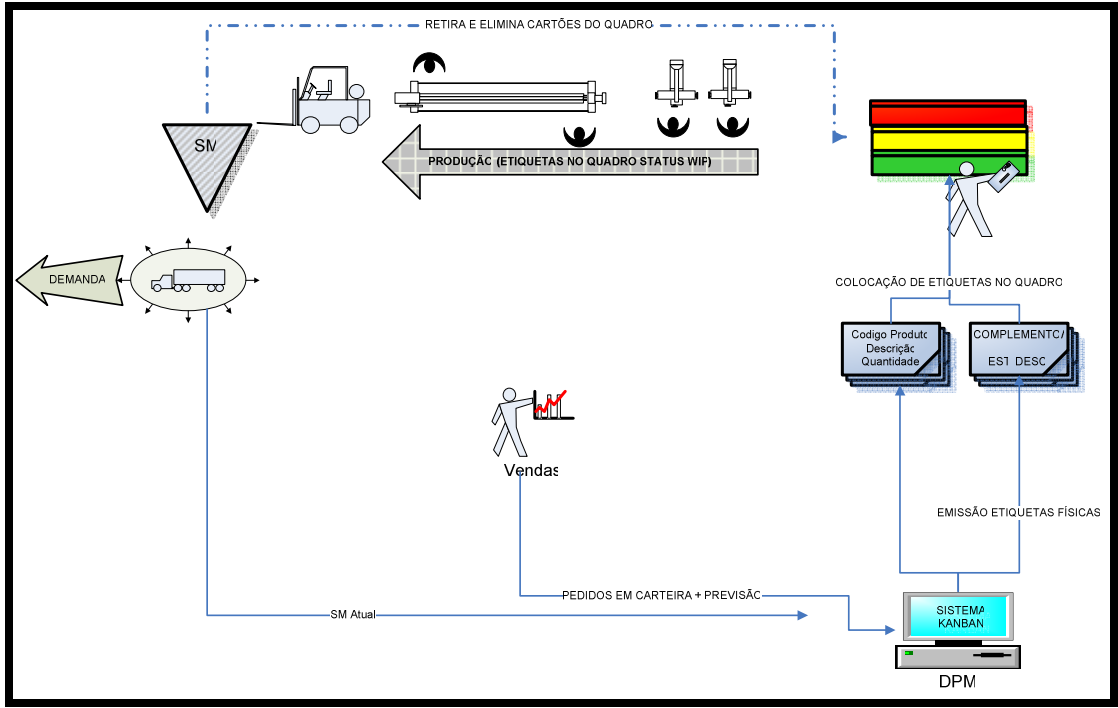 RETIRA E ELIMINA CARTÕES DO QUADRO
SM
PRODUÇÃO (ETIQUETAS NO QUADRO STATUS WIP)
DEMANDA
COLOCAÇÃO DE ETIQUETAS NO QUADRO
Codigo Produto
Descrição
Quantidade
COMPLEMENTO/
EST DESC
Vendas
EMISSÃO ETIQUETAS FÍSICAS
PEDIDOS EM CARTEIRA + PREVISÃO
SM Atual
SISTEMA
KANBAN
DPM